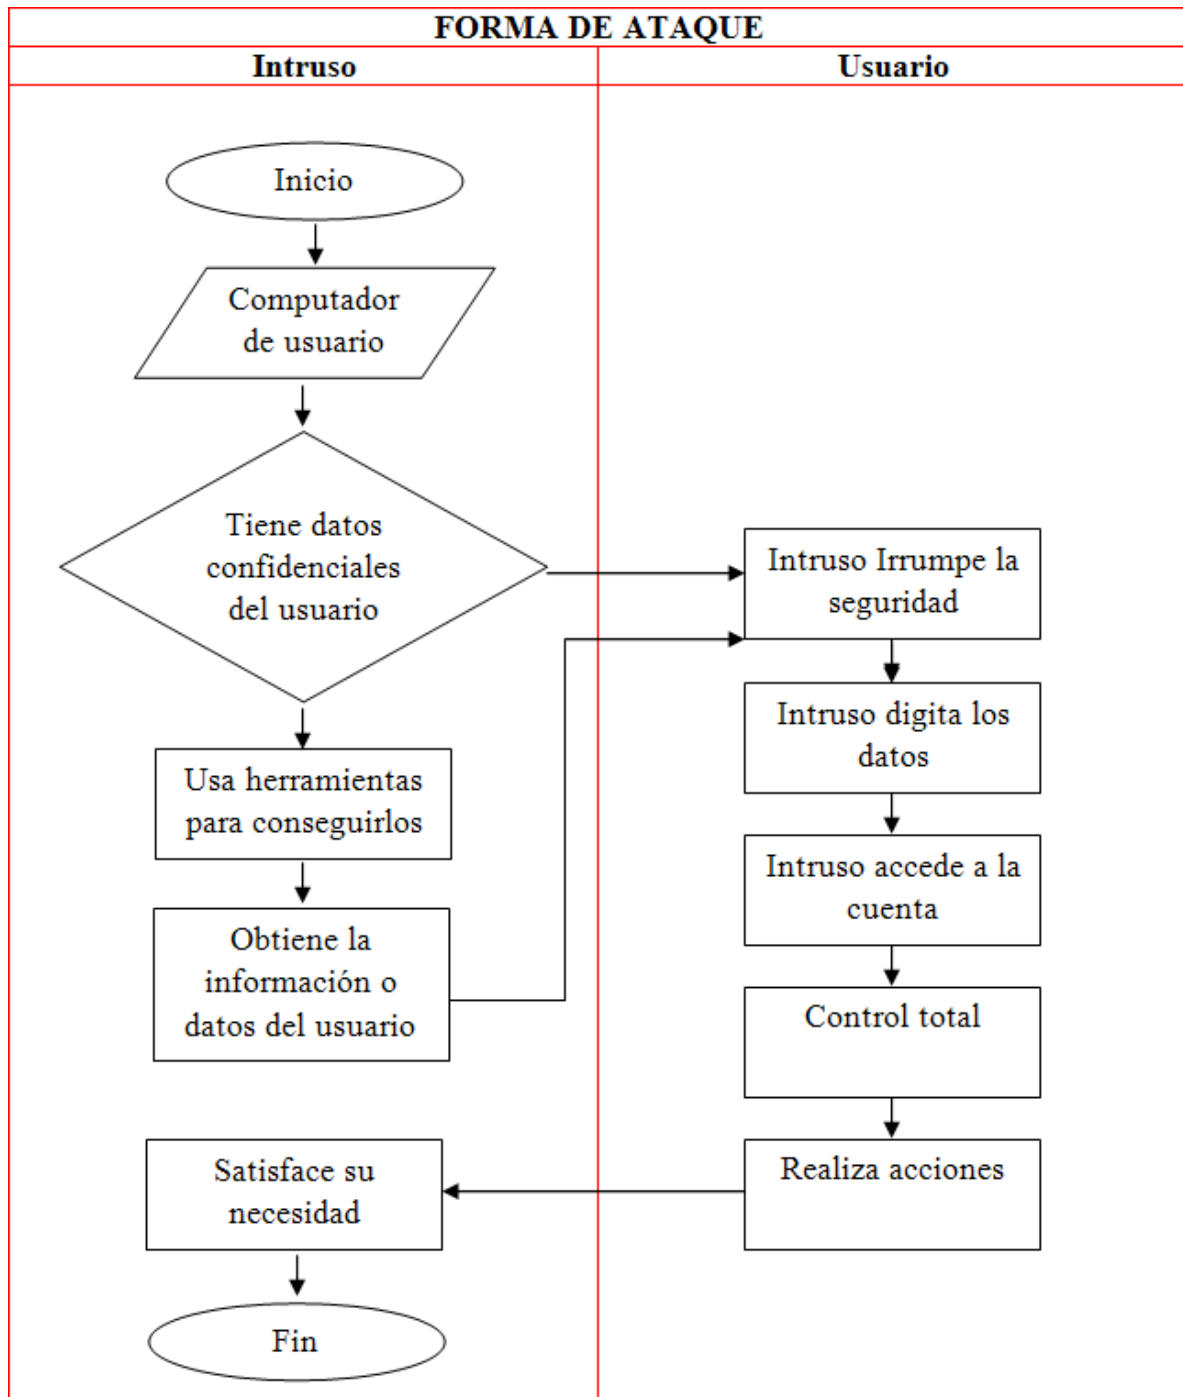 FORMA DE ATAQUE
Intruso
Usuario
Inicio
Computador
de usuario
Tiene datos
confidenciales
del usuario
Usa herramientas
para conseguirlos
Obtiene la
información o
datos del usuario
Intruso Irrumpe la
seguridad
Intruso digita los
datos
Intruso accede a la
cuenta
Control total
Realiza acciones
Satisface su
necesidad
Fin